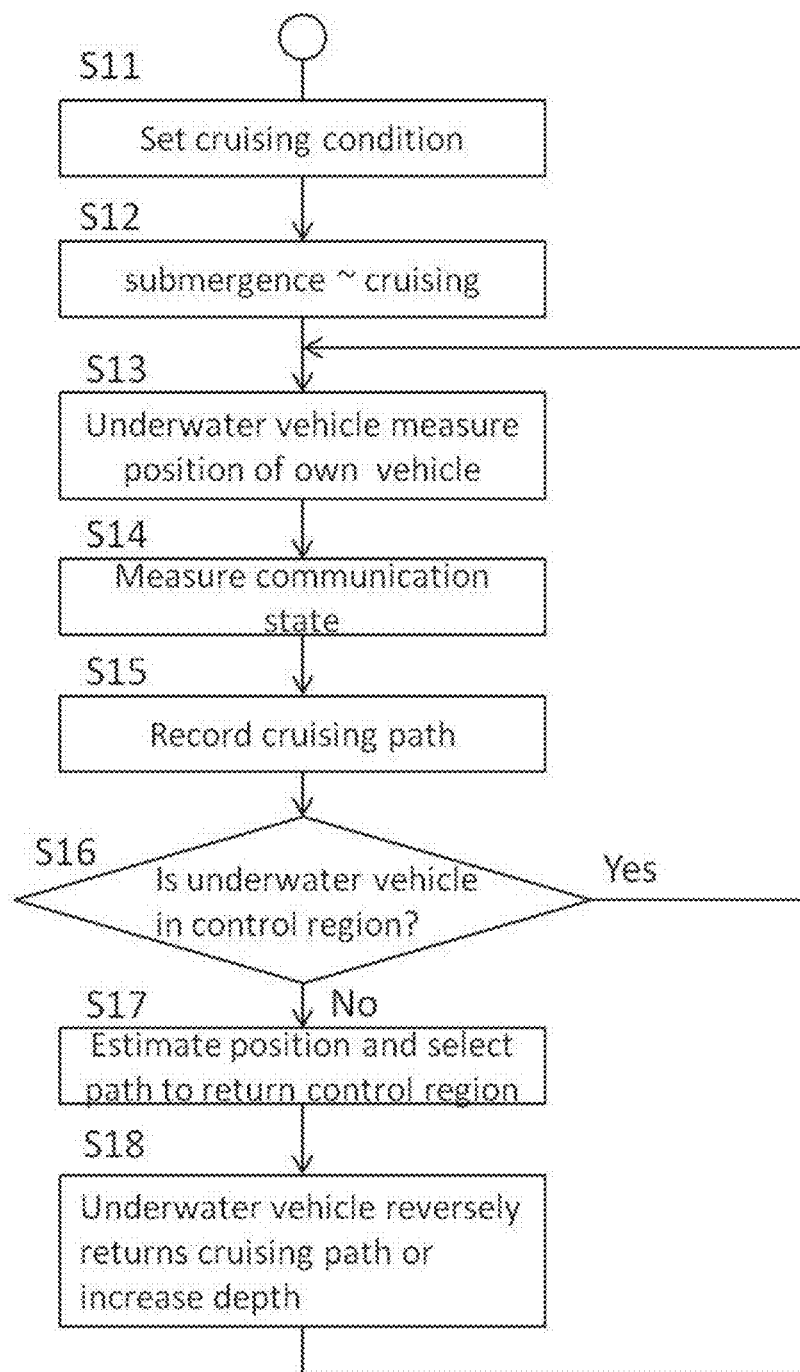 S11
Set cruising condition
S12
submergence ~ cruising
S13
Underwater vehicle measure
position of own vehicle
S14
Measure communication
state
S15
Record cruising path
S16
Is underwater vehicle
in control region?
Yes
S17
No
Estimate position and select
path to return control region
S18
Underwater vehicle reversely
returns cruising path or
increase depth